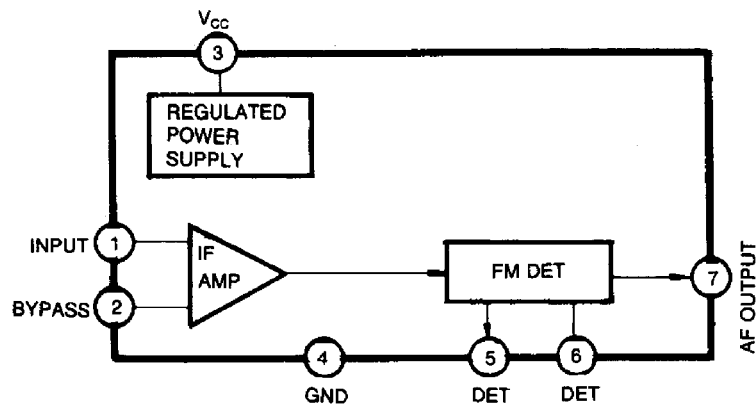 VCC
3
REGULATED
POWER
SUPPLY
INPUT
1
IF
AMP
FM DET
7
AF OUTPUT
BYPASS
2
4
5
6
GND
DET
DET